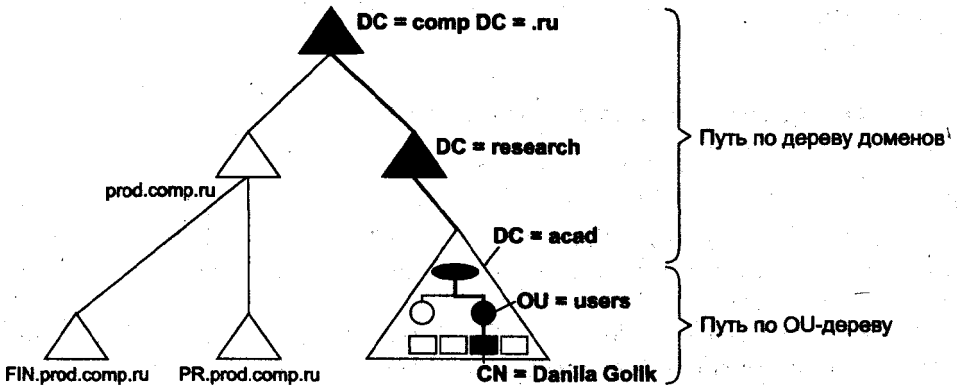 DC = comp DC = .ru
Путь по дереву доменов
DC = research
prod.comp.ru
DC = acad
OU = users
Путь по OU-дереву
FIN.prod.comp.ru
PR.prod.comp.ru
CN = Danila Golik